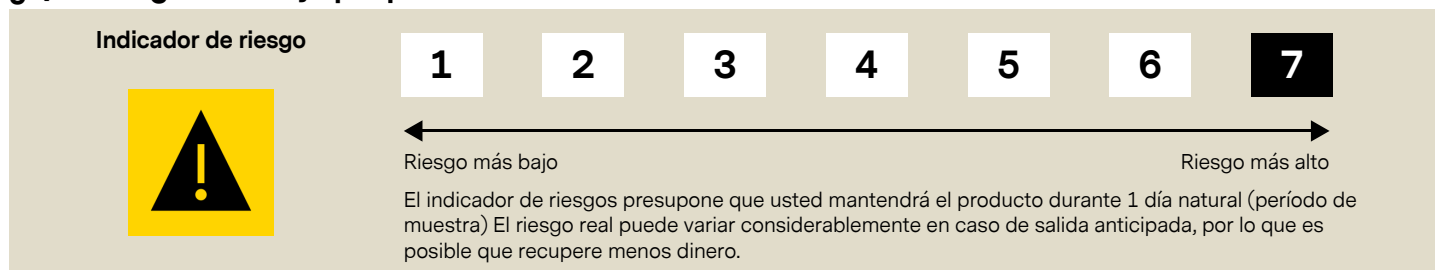 Indicador de riesgo
1 2 3 4 5 6 7
Riesgo más bajo Riesgo más alto
El indicador de riesgos presupone que usted mantendrá el producto durante 1 día natural (período de
muestra) El riesgo real puede variar considerablemente en caso de salida anticipada, por lo que es
posible que recupere menos dinero.